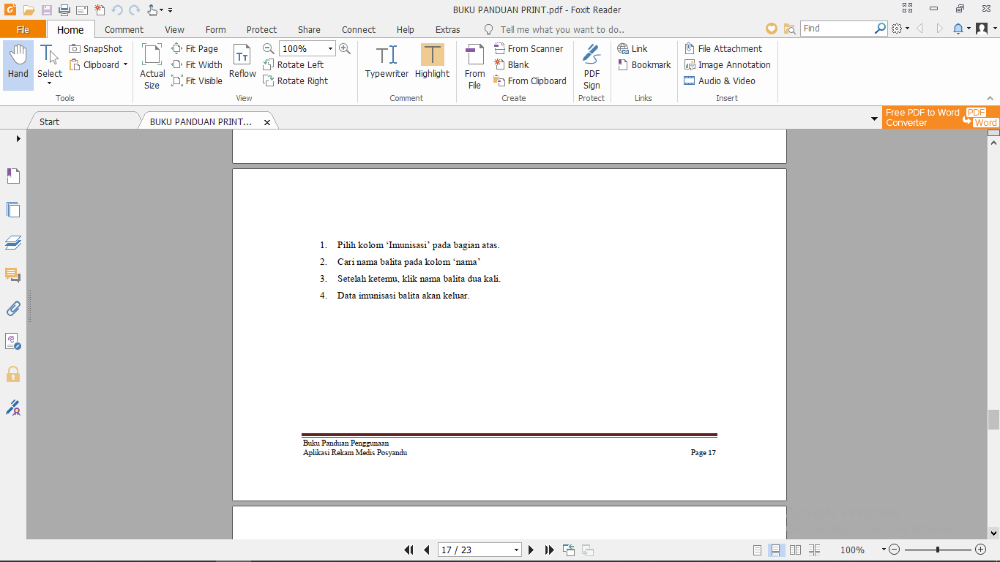 BUKU PANDUAN PRINT.pdf - Foxit Reader
File Home Comment View Form Protect Share Connect Help Extras Tell me what you want to do.. Find
Hand
Select
SnapShot
Clipboard
Tools
Actual Size
Fit Page
Fit Width
Fit Visible
Reflow
100%
Rotate Left
Rotate Right
View
Typewriter
Highlight
Comment
From File
From Scanner
Blank
From Clipboard
Create
PDF Sign
Protect
Link
Bookmark
Links
File Attachment
Image Annotation
Audio & Video
Insert
Start
BUKU PANDUAN PRINT...
Free PDF to Word
Converter
PDF
Word
1. Pilih kolom ‘Imunisasi’ pada bagian atas.
2. Cari nama balita pada kolom ‘nama’
3. Setelah ketemu, klik nama balita dua kali.
4. Data imunisasi balita akan keluar.
Buku Panduan Penggunaan
Aplikasi Rekam Medis Posyandu Page 17
17 / 23
100%